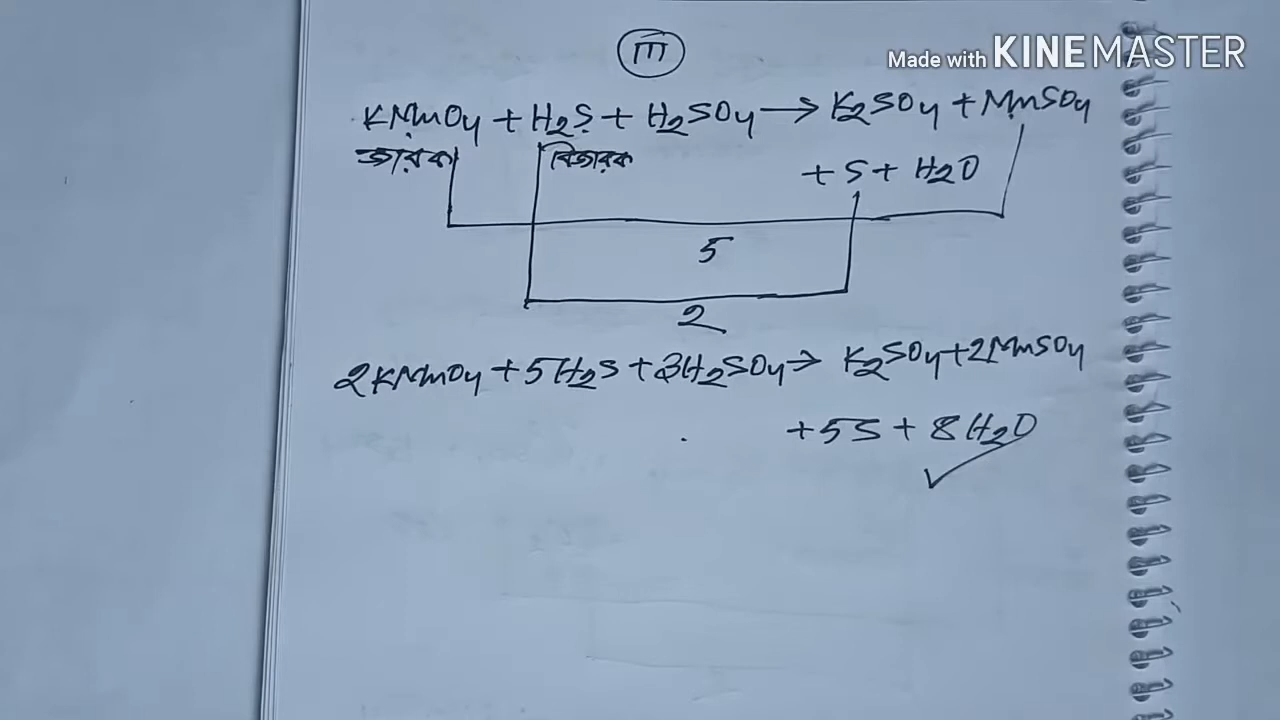 III
Made with KINEMASTER
KMnO4 + H2S + H2SO4 → K2SO4 + MnSO4
জারক বিজারক
+ S + H2O
5
2
2KMnO4 + 5H2S + 3H2SO4 → K2SO4 + 2MnSO4
+ 5S + 8H2O